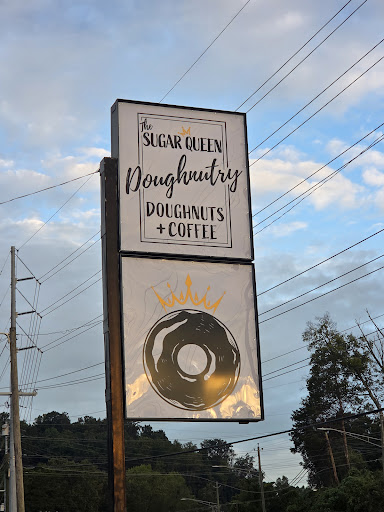 The
SUGAR QUEEN
Doughnutry
DOUGHNUTS
+ COFFEE